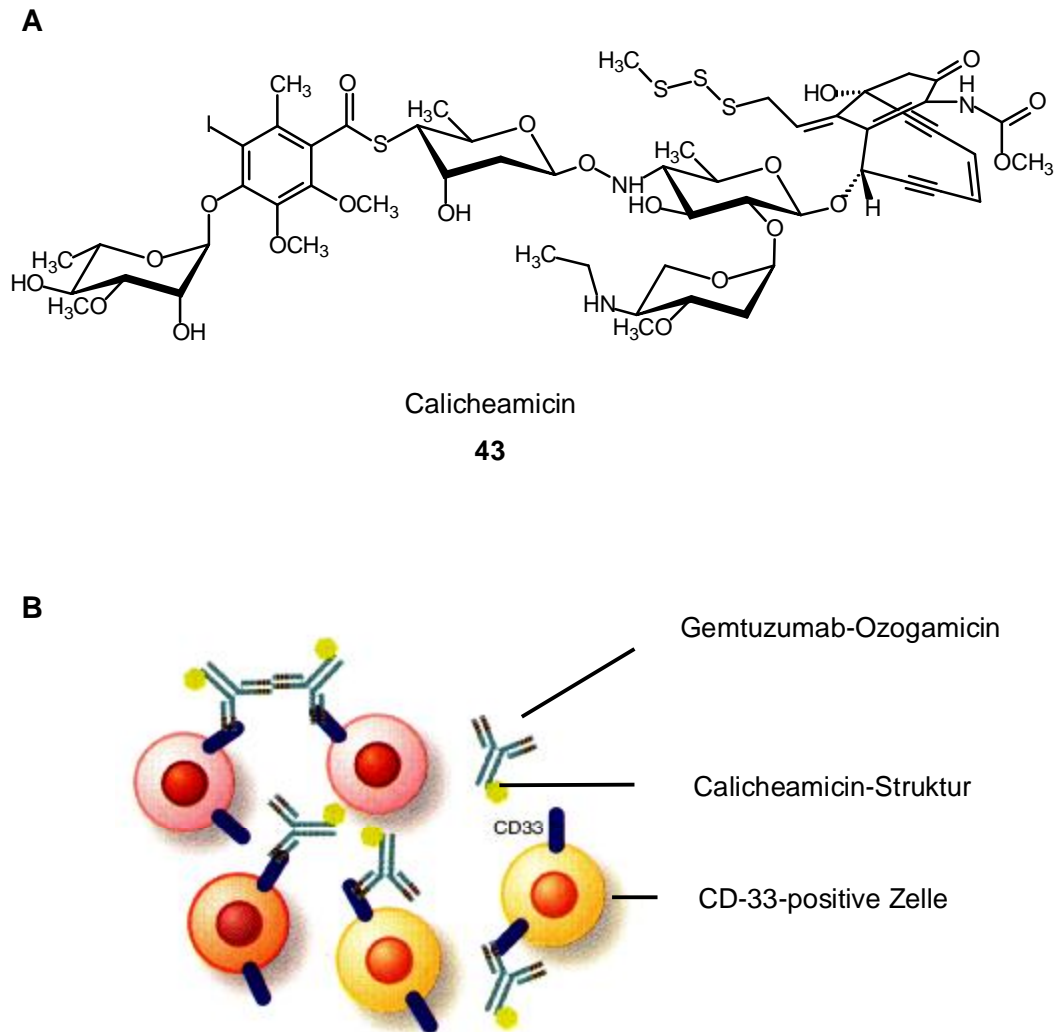 A
H3C
S
S
S
HO
O
H
N
O
OCH3
H
O
CH3
O
I
S
H3C
O
O
NH
OH
H3C
O
HO
O
O
OCH3
OCH3
H3C
O
HO
H3CO
OH
H3C
HN
O
H3CO
Calicheamicin
43
B
Gemtuzumab-Ozogamicin
Calicheamicin-Struktur
CD33
CD-33-positive Zelle